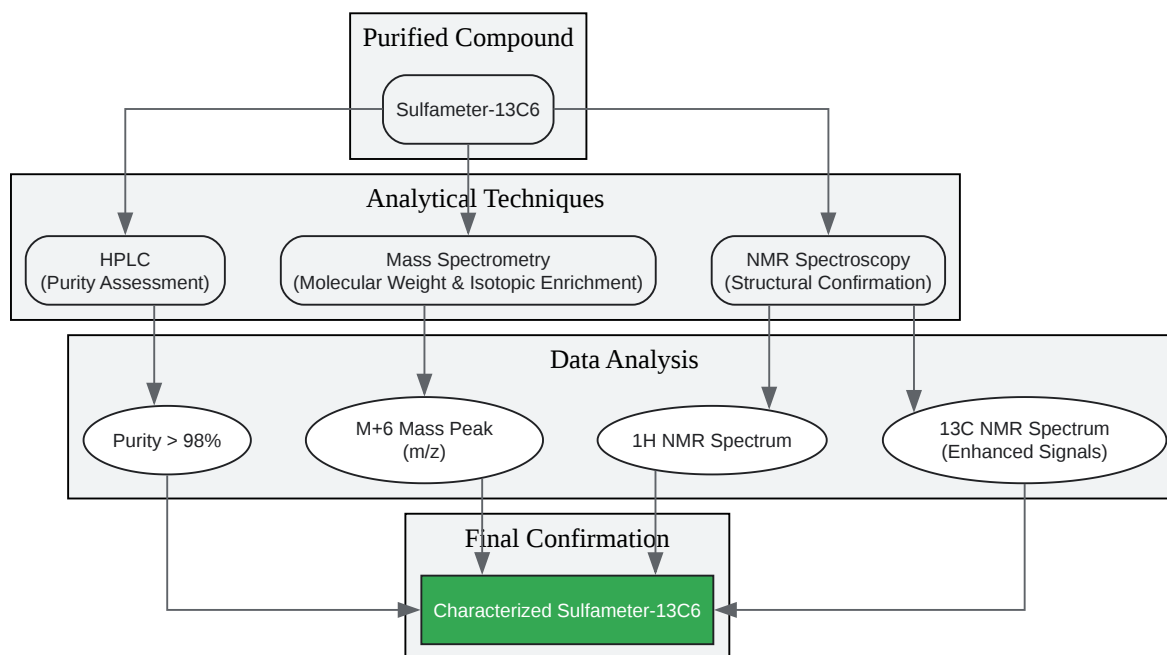 Purified Compound
Sulfameter-13C6
Analytical Techniques
HPLC
(Purity Assessment)
Mass Spectrometry
(Molecular Weight & Isotopic Enrichment)
NMR Spectroscopy
(Structural Confirmation)
Data Analysis
Purity > 98%
M+6 Mass Peak
(m/z)
1H NMR Spectrum
13C NMR Spectrum
(Enhanced Signals)
Final Confirmation
Characterized Sulfameter-13C6